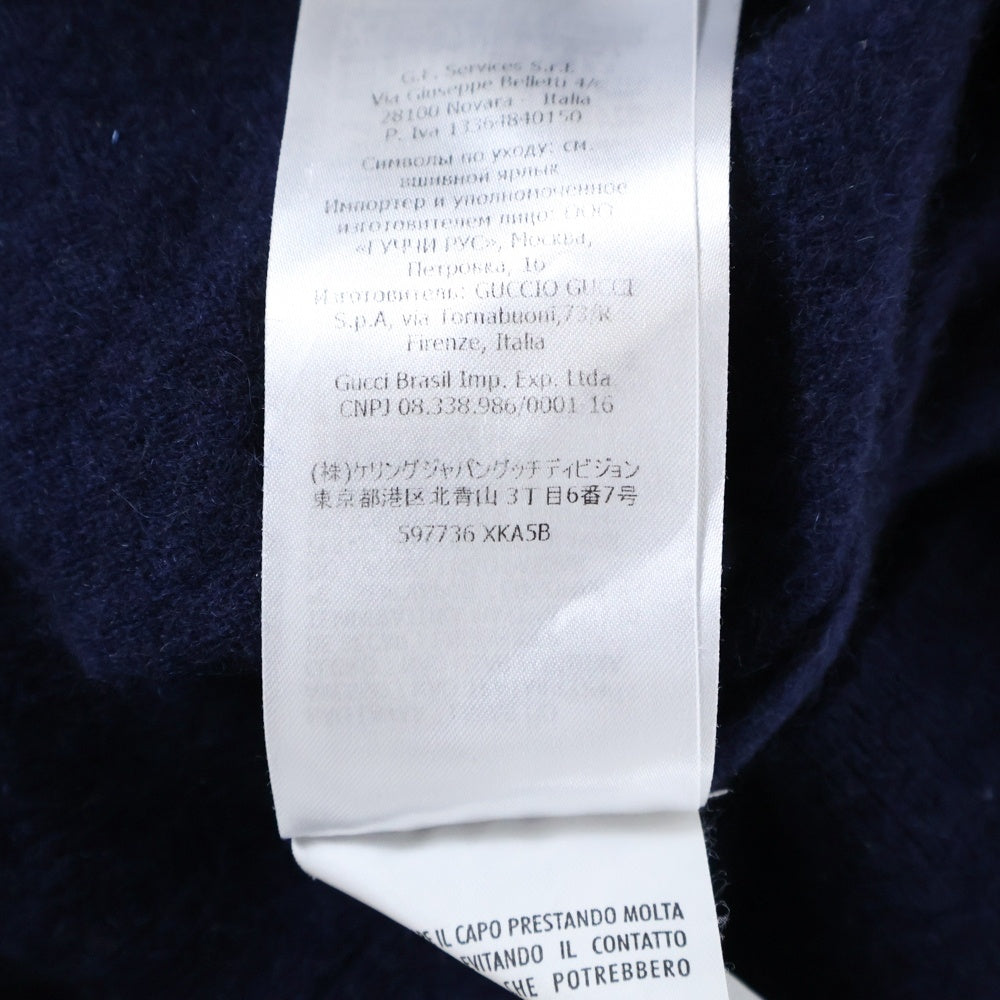 G.F. Services S.r.l
Via Giuseppe Belletti 4/c
28100 Novara - Italia
P. Iva 13364840150
Символы по уходу: см.
вшивной ярлык
Импортер и уполномоченное
изготовителем лицо: ООО
«ГУЧЧИ РУС», Москва,
Петровка, 16
Изготовитель: GUCCIO GUCCI
S.p.A, via Tornabuoni,73/R
Firenze, Italia
Gucci Brasil Imp. Exp. Ltda
CNPJ 08.338.986/0001-16
(株)ケリングジャパングッチディビジョン
東京都港区北青山3丁目6番7号
597736 XKA5B
IL CAPO PRESTANDO MOLTA
EVITANDO IL CONTATTO
CHE POTREBBERO